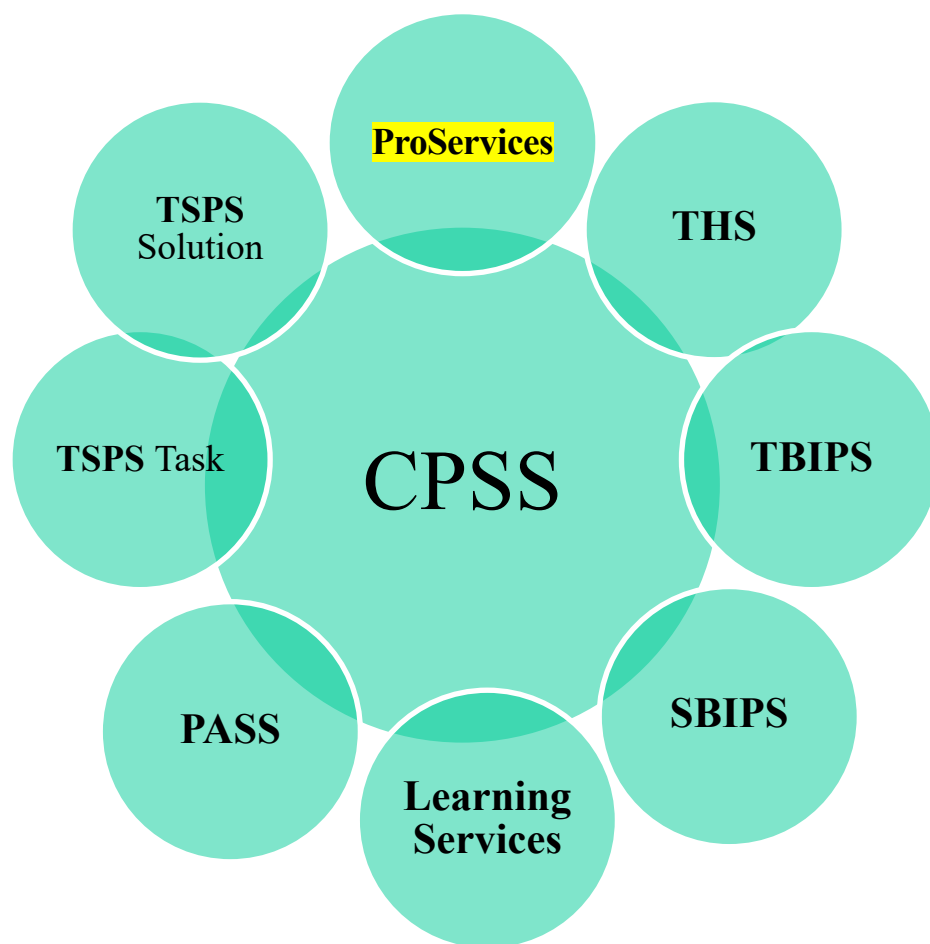 ProServices
THS
TBIPS
SBIPS
Learning
Services
PASS
TSPS Task
TSPS
Solution
CPSS